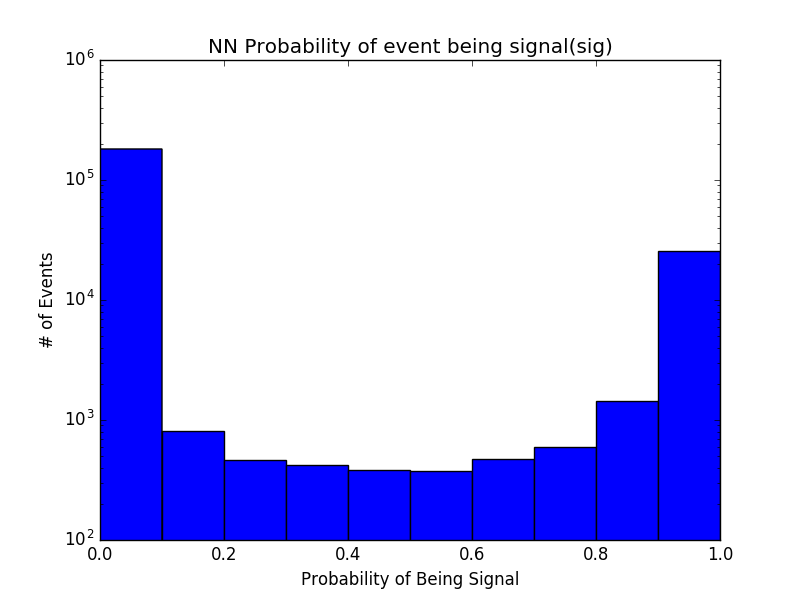 NN Probability of event being signal(sig)
10^6
10^5
10^4
10^3
10^2
# of Events
0.0 0.2 0.4 0.6 0.8 1.0
Probability of Being Signal